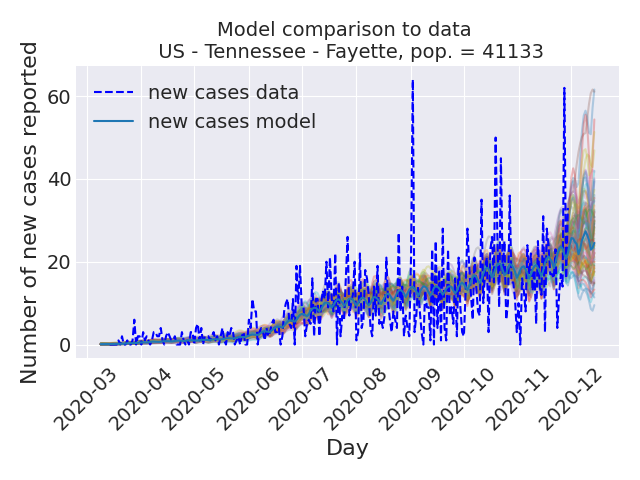 Model comparison to data
US - Tennessee - Fayette, pop. = 41133
Number of new cases reported
60
40
20
0
new cases data
new cases model
2020-03
2020-04
2020-05
2020-06
2020-07
2020-08
2020-09
2020-10
2020-11
2020-12
Day